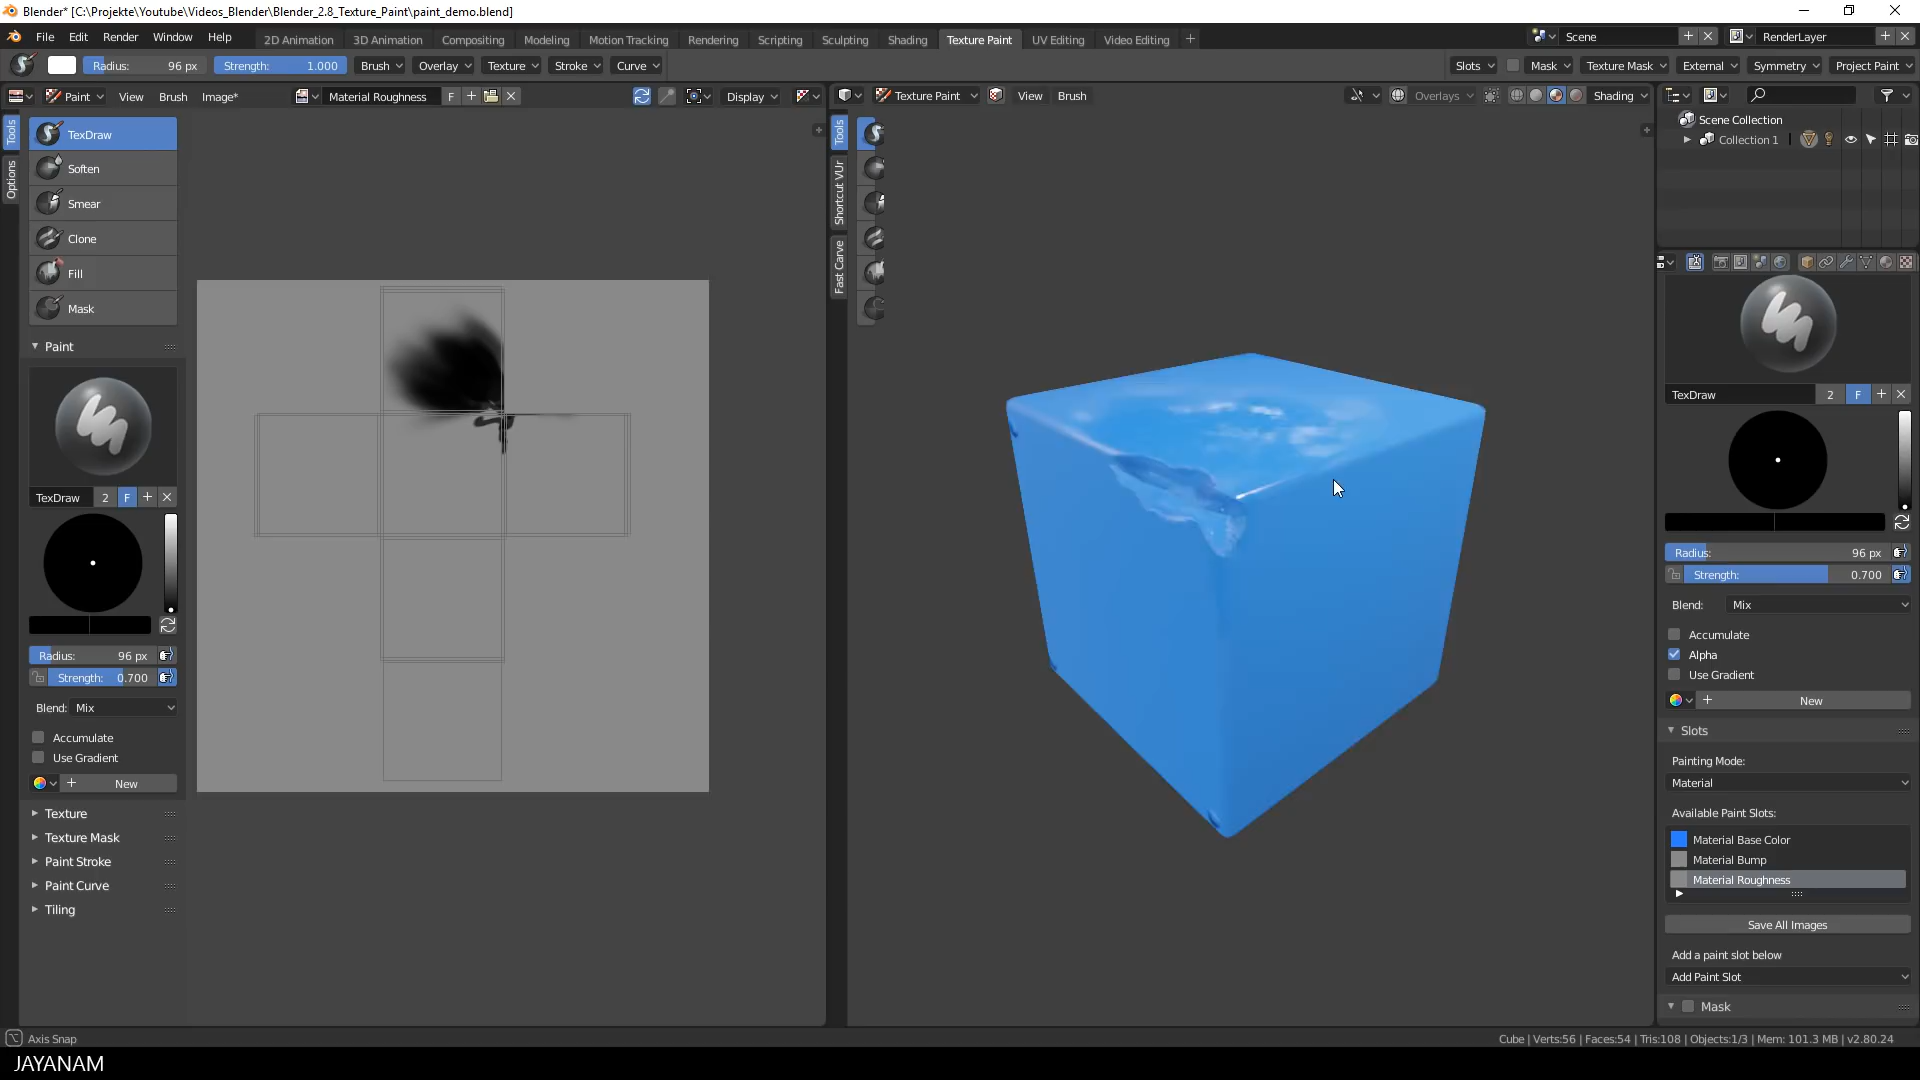 Blender* [C:\Projekte\Youtube\Videos_Blender\Blender_2.8_Texture_Paint\paint_demo.blend]
File Edit Render Window Help 2D Animation 3D Animation Compositing Modeling Motion Tracking Rendering Scripting Sculpting Shading Texture Paint UV Editing Video Editing + Scene RenderLayer
Radius: 96 px Strength: 1.000 Brush Overlay Texture Stroke Curve Slots Mask Texture Mask External Symmetry Project Paint
Paint View Brush Image* Material Roughness F Display Texture Paint View Brush Overlays Shading
Tools
Options
TexDraw
Soften
Smear
Clone
Fill
Mask
Paint
TexDraw 2 F
Radius: 96 px
Strength: 0.700
Blend: Mix
Accumulate
Use Gradient
New
Texture
Texture Mask
Paint Stroke
Paint Curve
Tiling
Tools
Shortcut VUr
Fast Carve
Scene Collection
Collection 1
TexDraw 2 F
Radius: 96 px
Strength: 0.700
Blend: Mix
Accumulate
Alpha
Use Gradient
New
Slots
Painting Mode:
Material
Available Paint Slots:
Material Base Color
Material Bump
Material Roughness
Save All Images
Add a paint slot below
Add Paint Slot
Mask
Axis Snap
Cube | Verts:56 | Faces:54 | Tris:108 | Objects:1/3 | Mem: 101.3 MB | v2.80.24
JAYANAM